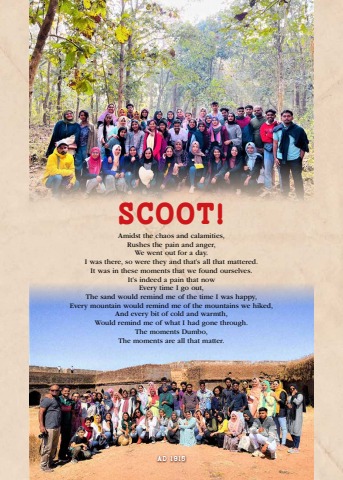 SCOOT!
Amidst the chaos and calamities,
Rushes the pain and anger,
We went out for a day.
I was there, so were they and that's all that mattered.
It was in these moments that we found ourselves.
It's indeed a pain that now
Every time I go out,
The sand would remind me of the time I was happy,
Every mountain would remind me of the mountains we hiked,
And every bit of cold and warmth,
Would remind me of what I had gone through.
The moments Dumbo,
The moments are all that matter.
AD 1915